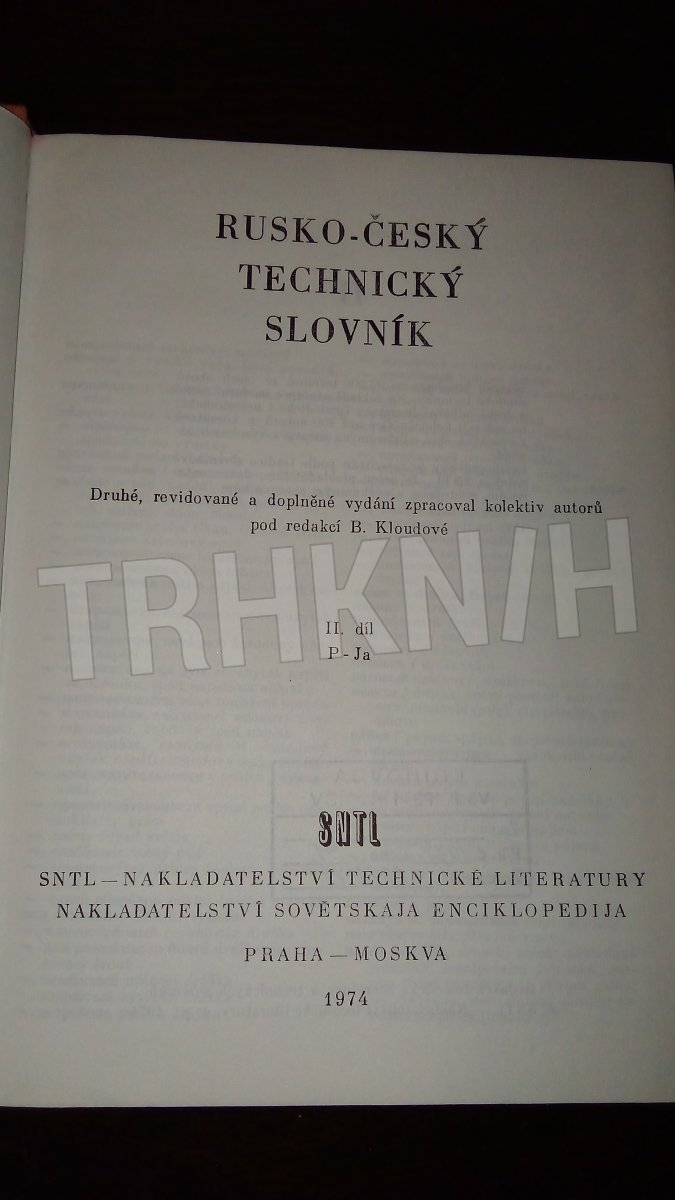 RUSKO-ČESKÝ
TECHNICKÝ
SLOVNÍK
Druhé, revidované a doplněné vydání zpracoval kolektiv autorů
pod redakcí B. Kloudové
TRHKNIH
II. díl
P - Ja
SNTL
SNTL — NAKLADATELSTVÍ TECHNICKÉ LITERATURY
NAKLADATELSTVÍ SOVĚTSKAJA ENCIKLOPEDIJA
PRAHA — MOSKVA
1974